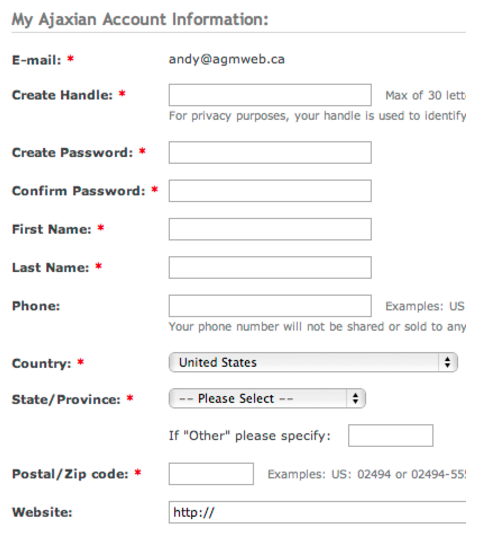 My Ajaxian Account Information:
E-mail: * andy@agmweb.ca
Create Handle: * Max of 30 lett
For privacy purposes, your handle is used to identify
Create Password: *
Confirm Password: *
First Name: *
Last Name: *
Phone: Examples: US
Your phone number will not be shared or sold to any
Country: * United States
State/Province: * -- Please Select --
If "Other" please specify:
Postal/Zip code: * Examples: US: 02494 or 02494-555
Website: http://